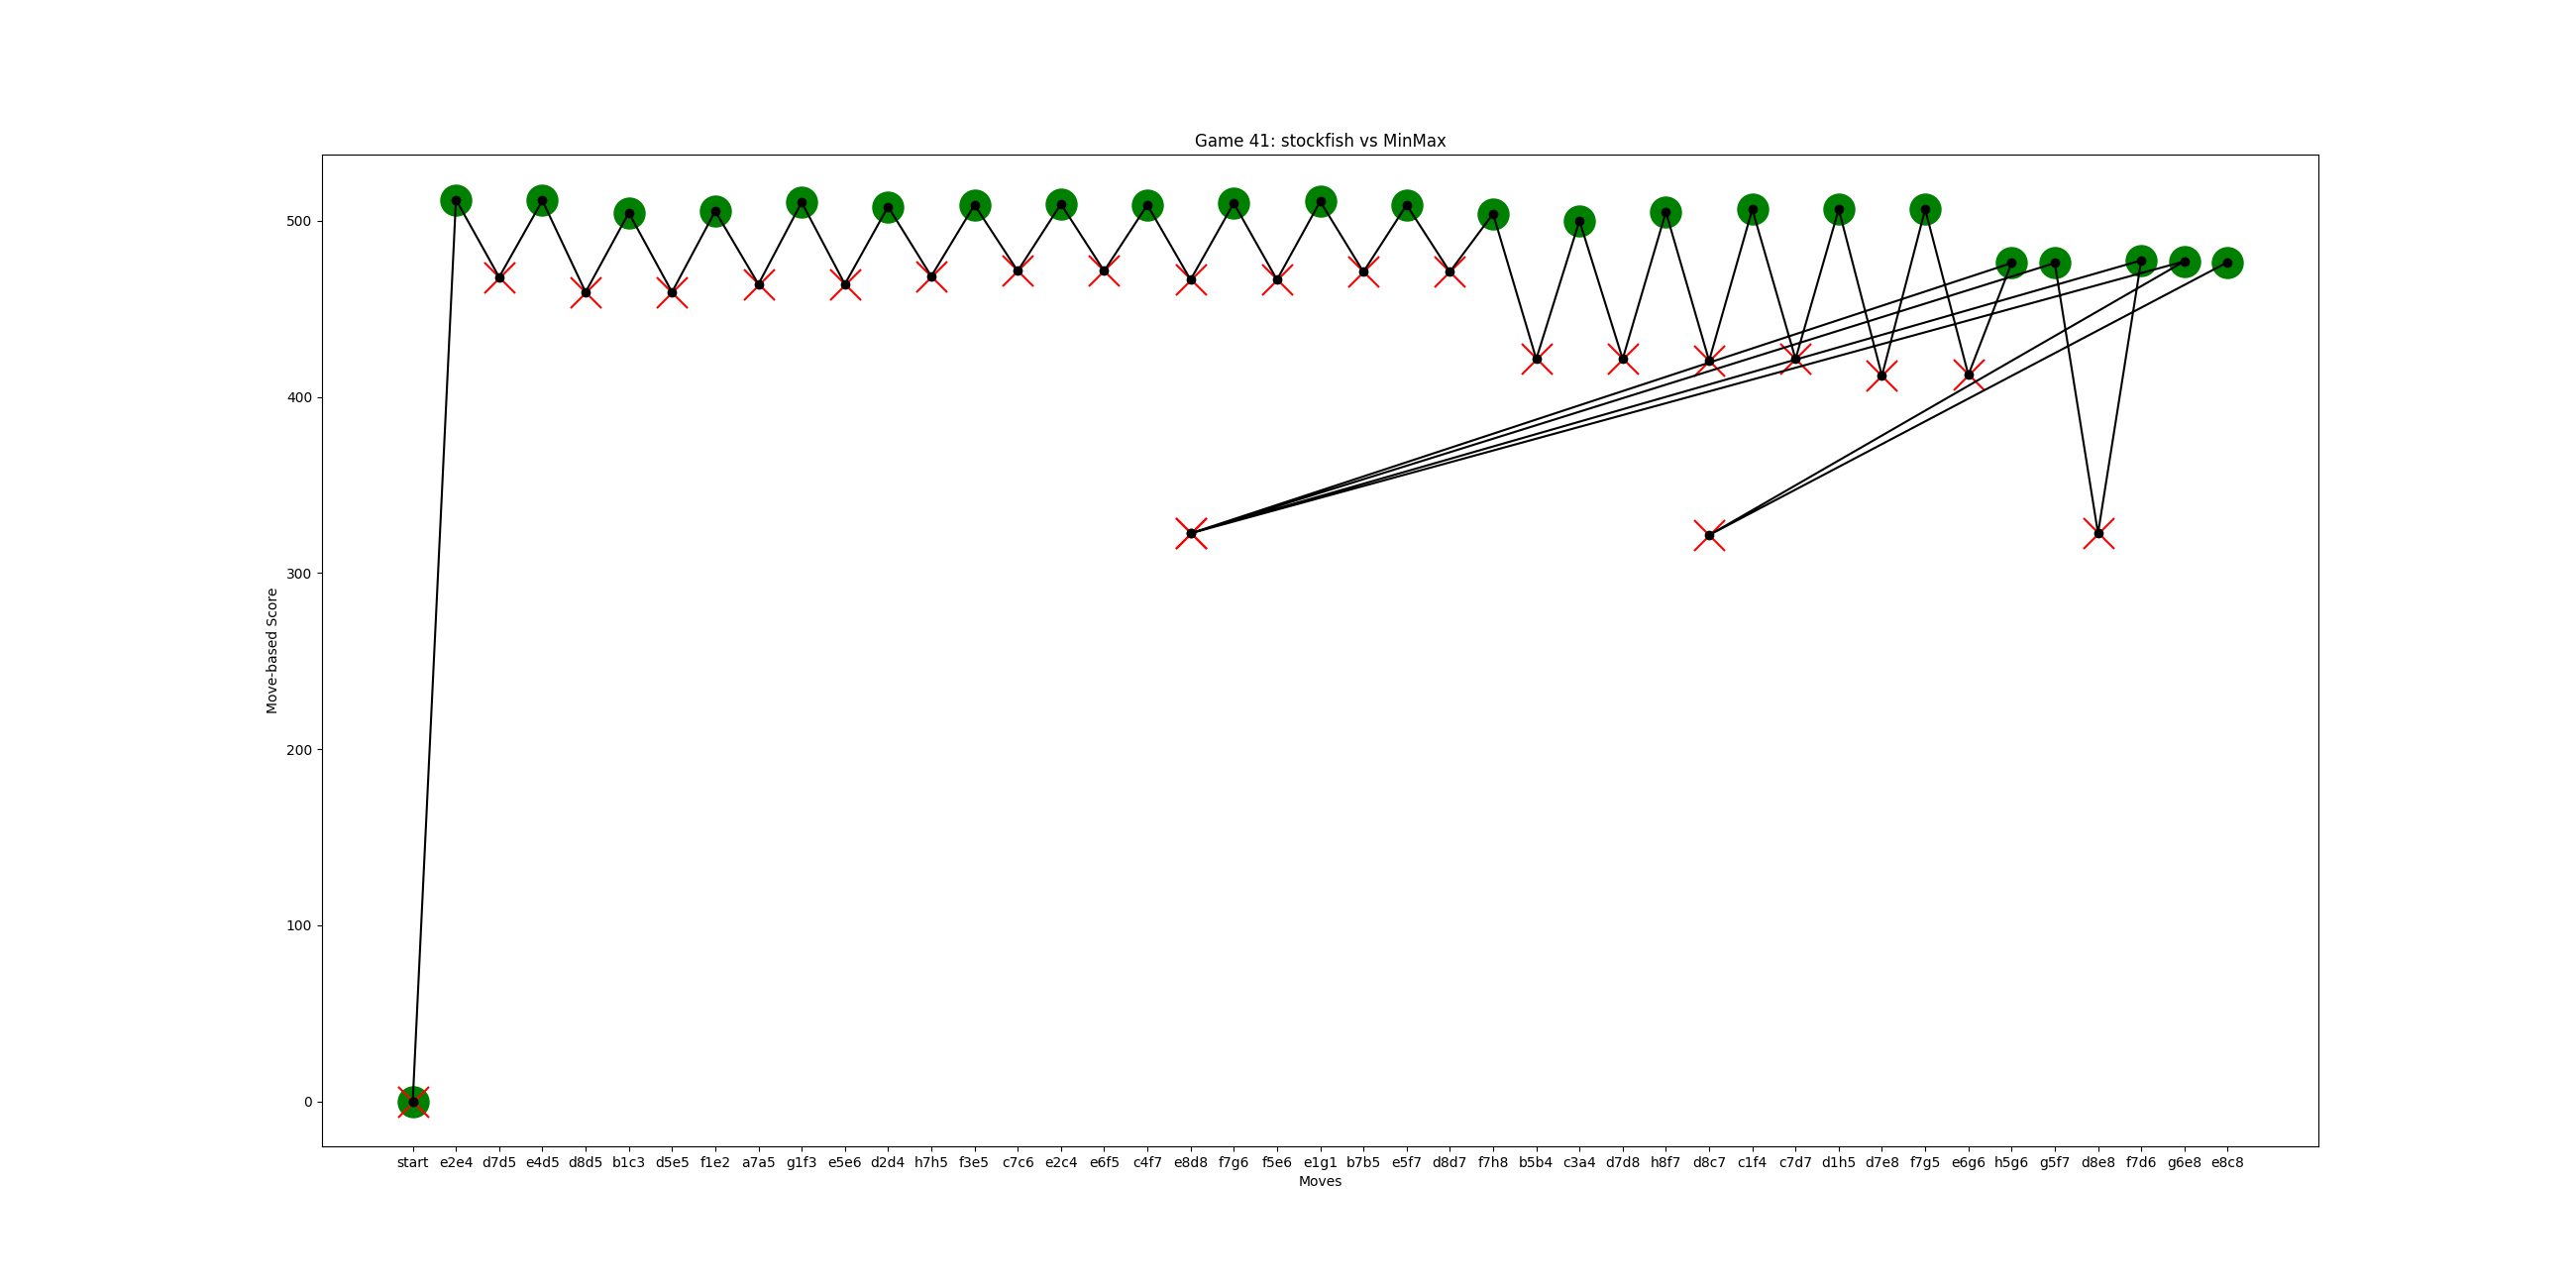 Game 41: stockfish vs MinMax
500
400
300
200
100
0
Move-based Score
start e2e4 d7d5 e4d5 d8d5 b1c3 d5e5 f1e2 a7a5 g1f3 e5e6 d2d4 h7h5 f3e5 c7c6 e2c4 e6f5 c4f7 e8d8 f7g6 f5e6 e1g1 b7b5 e5f7 d8d7 f7h8 b5b4 c3a4 d7d8 h8f7 d8c7 c1f4 c7d7 d1h5 d7e8 f7g5 e6g6 h5g6 g5f7 d8e8 f7d6 g6e8 e8c8
Moves